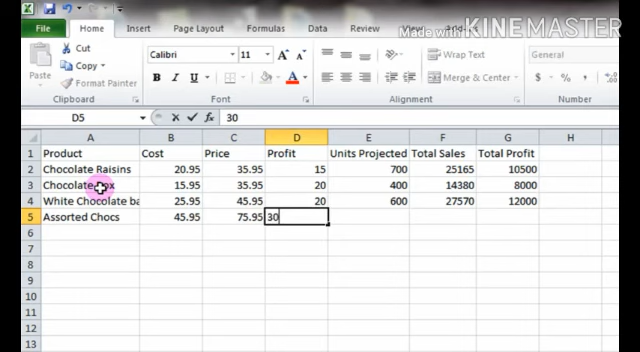 File Home Insert Page Layout Formulas Data Review View
Made with KINEMASTER
Cut
Copy
Format Painter
Paste
Clipboard
Calibri 11
B I U
Font
Wrap Text
Merge & Center
Alignment
General
$ % ,
Number
D5 fx 30
A B C D E F G H
1 Product Cost Price Profit Units Projected Total Sales Total Profit
2 Chocolate Raisins 20.95 35.95 15 700 25165 10500
3 Chocolate 15.95 35.95 20 400 14380 8000
4 White Chocolate ba 25.95 45.95 20 600 27570 12000
5 Assorted Chocs 45.95 75.95 30
6
7
8
9
10
11
12
13